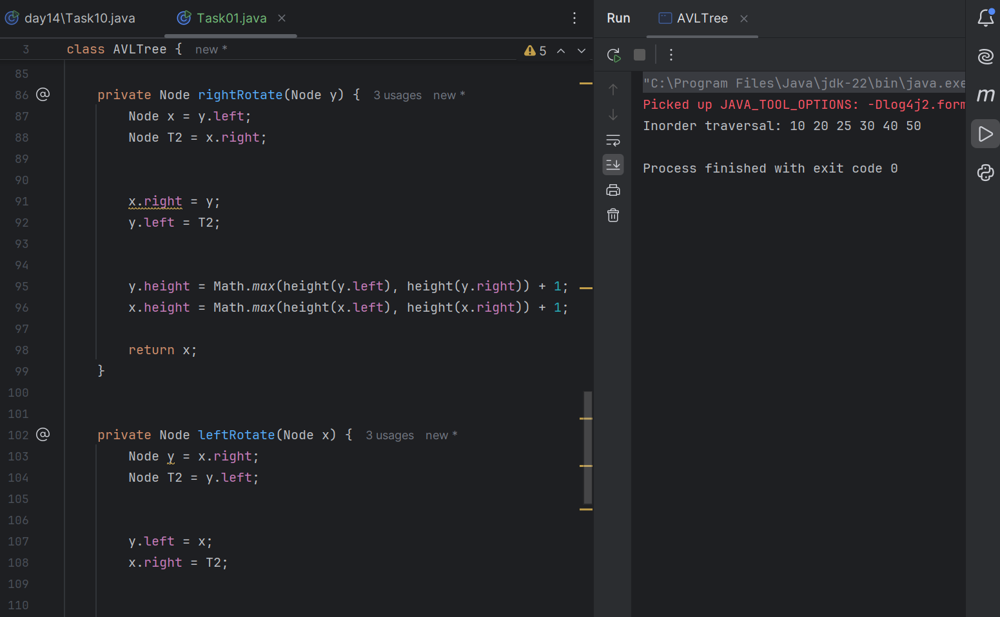 day14\Task10.java
Task01.java
3 class AVLTree { new *
5
85
86 @ private Node rightRotate(Node y) { 3 usages new *
87 Node x = y.left;
88 Node T2 = x.right;
89
90
91 x.right = y;
92 y.left = T2;
93
94
95 y.height = Math.max(height(y.left), height(y.right)) + 1;
96 x.height = Math.max(height(x.left), height(x.right)) + 1;
97
98 return x;
99 }
100
101
102 @ private Node leftRotate(Node x) { 3 usages new *
103 Node y = x.right;
104 Node T2 = y.left;
105
106
107 y.left = x;
108 x.right = T2;
109
110
Run AVLTree
"C:\Program Files\Java\jdk-22\bin\java.exe
Picked up JAVA_TOOL_OPTIONS: -Dlog4j2.form
Inorder traversal: 10 20 25 30 40 50
Process finished with exit code 0
m